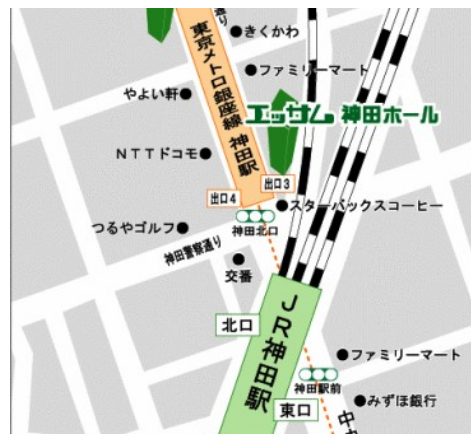 通り
きくかわ
ファミリーマート
やよい軒
東京メトロ銀座線 神田駅
エッサム 神田ホール
NTTドコモ
出口3
出口4
スターバックスコーヒー
つるやゴルフ
神田北口
神田警察通り
交番
JR神田駅
北口
ファミリーマート
神田駅前
みずほ銀行
東口
中